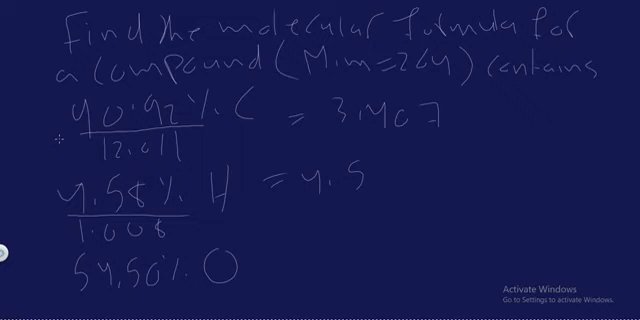 Find the molecular formula for
a compound (M.m=264) contains
40.92% C = 3.407
12.011
4.58% H = 4.5
1.008
54.50% O
Activate Windows
Go to Settings to activate Windows.